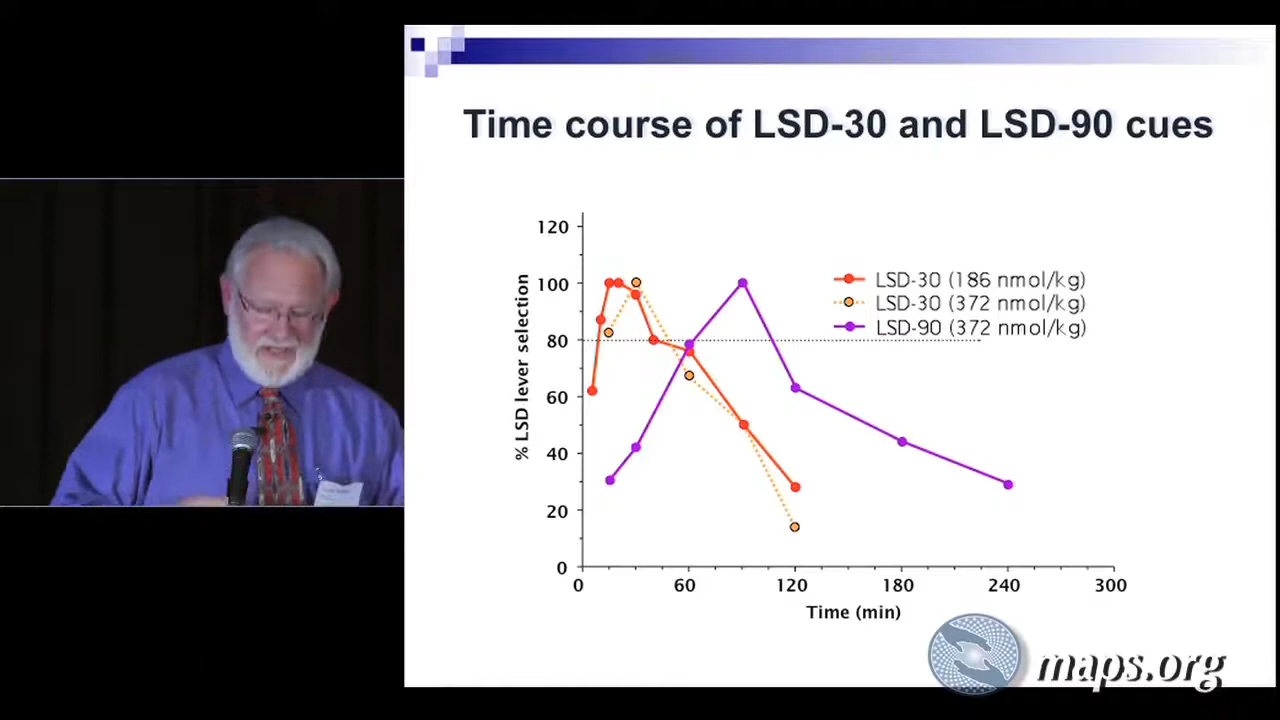 Time course of LSD-30 and LSD-90 cues
120
100
80
60
40
20
0
% LSD lever selection
LSD-30 (186 nmol/kg)
LSD-30 (372 nmol/kg)
LSD-90 (372 nmol/kg)
0 60 120 180 240 300
Time (min)
maps.org